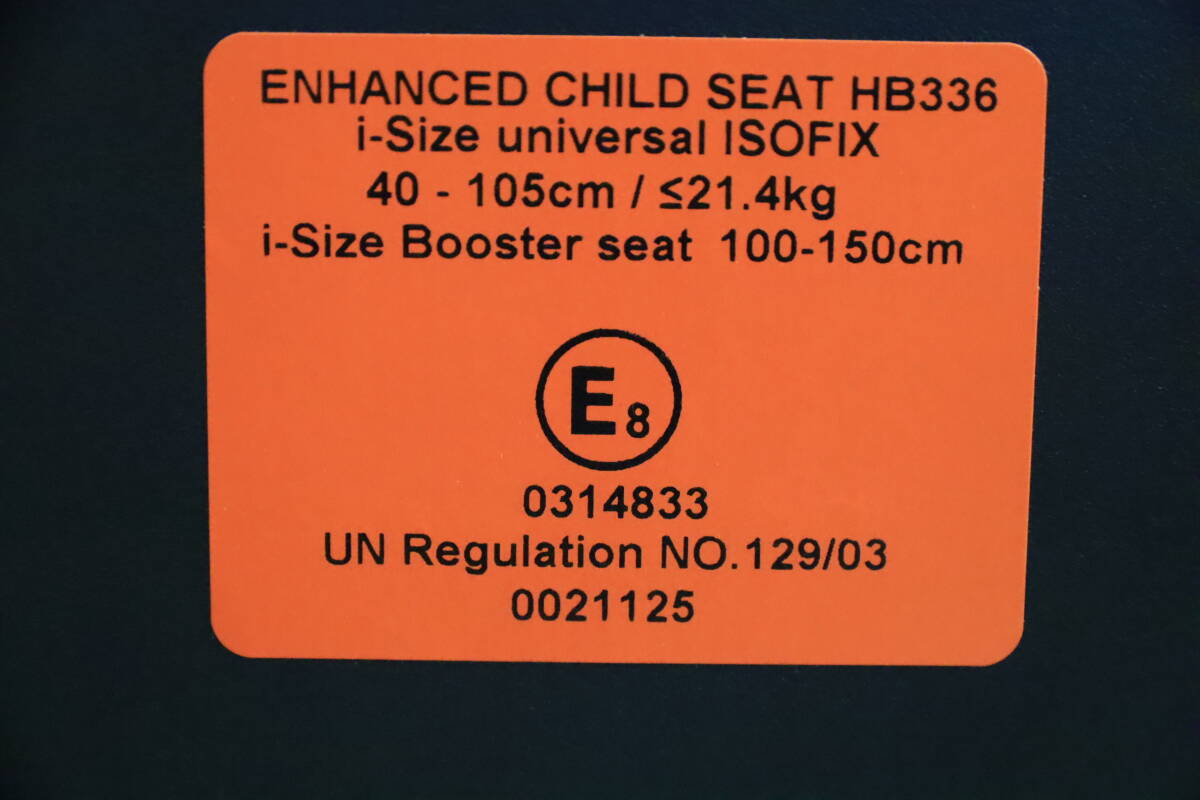 ENHANCED CHILD SEAT HB336
i-Size universal ISOFIX
40 - 105cm / ≤21.4kg
i-Size Booster seat 100-150cm
E8
0314833
UN Regulation NO.129/03
0021125